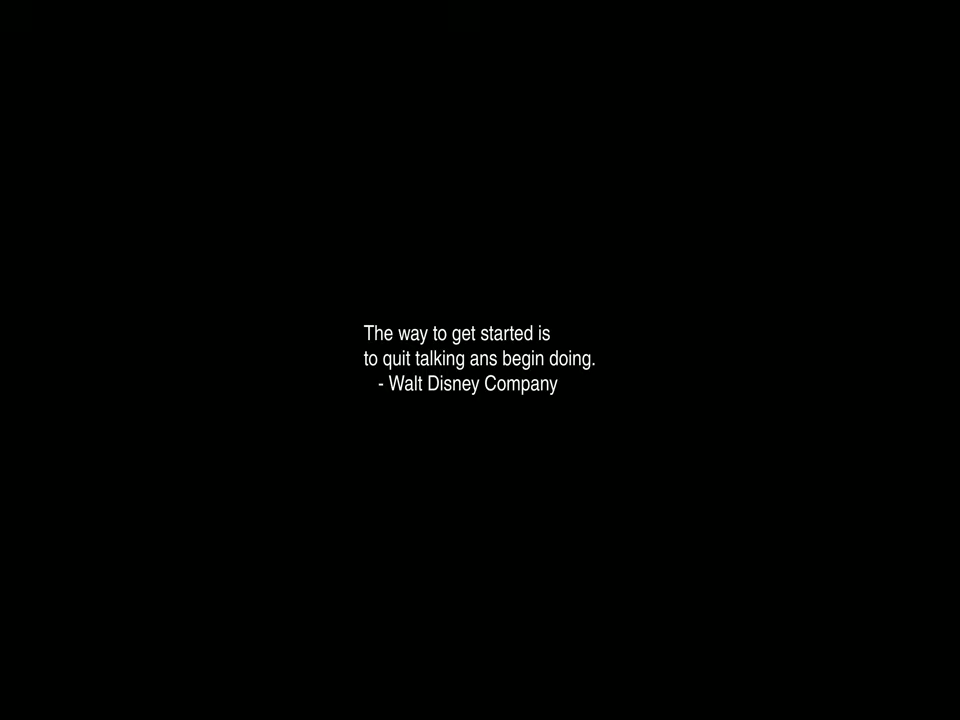 The way to get started is
to quit talking ans begin doing.
- Walt Disney Company